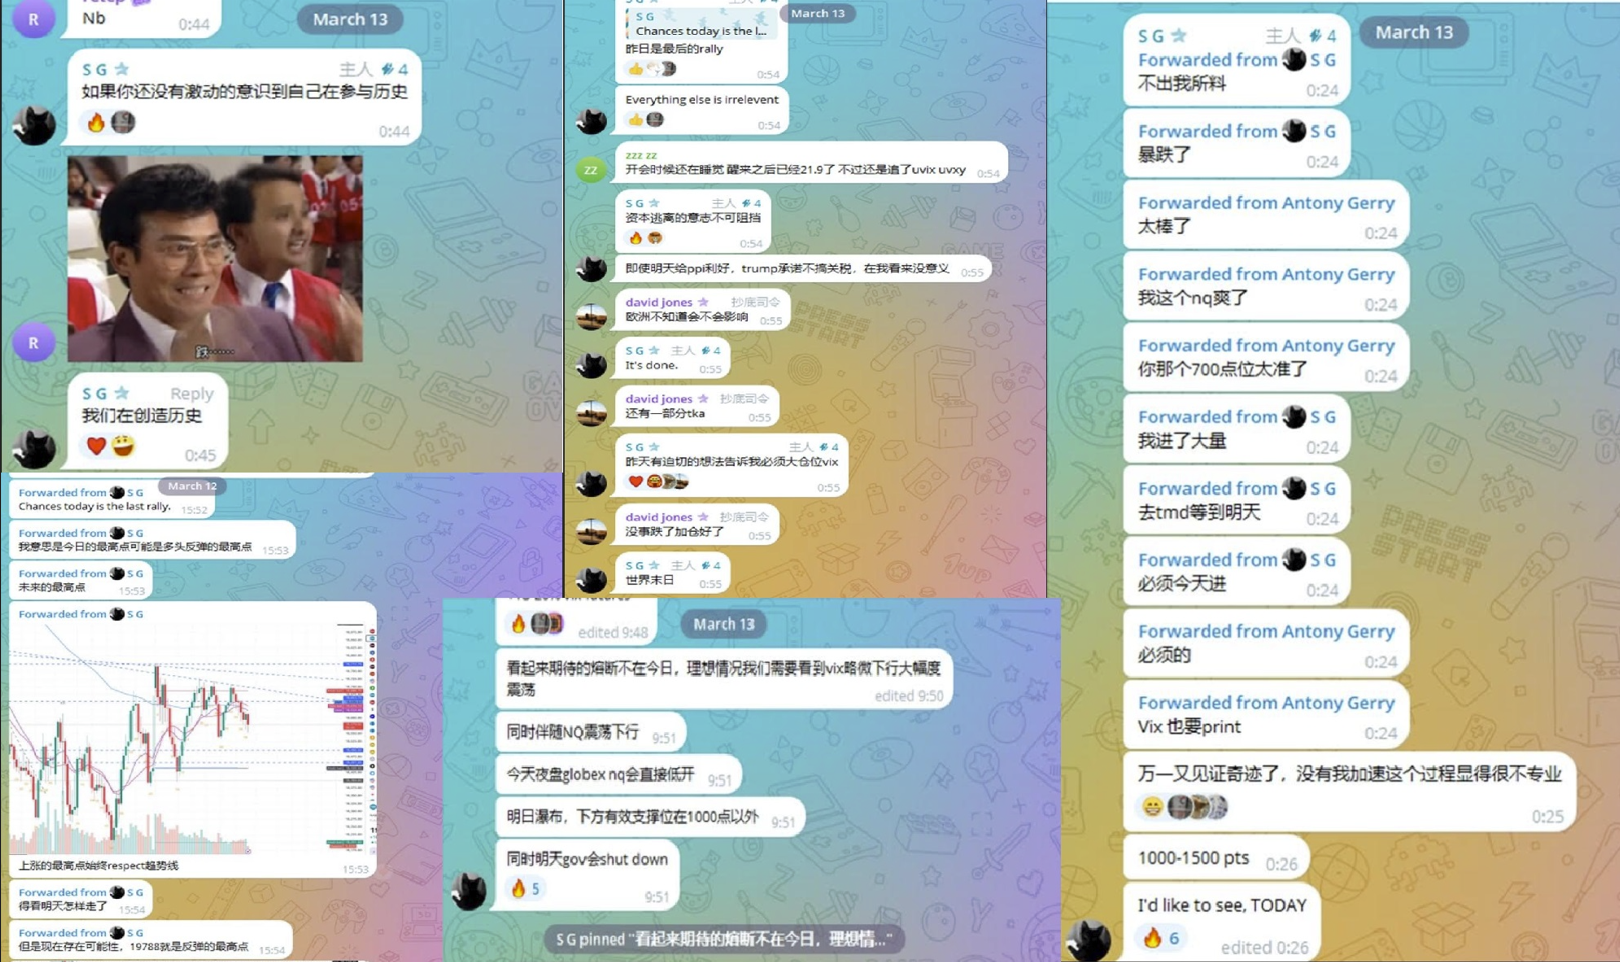 R
Nb
0:44
March 13
S G
主人 4
如果你还没有激动的意识到自己在参与历史
0:44
跌......
R
S G
Reply
我们在创造历史
0:45
March 12
Forwarded from S G
Chances today is the last rally.
15:52
Forwarded from S G
我意思是今日的最高点可能是多头反弹的最高点
15:53
Forwarded from S G
未来的最高点
15:53
Forwarded from S G
上涨的最高点始终respect趋势线
15:53
Forwarded from S G
得看明天怎样走了
15:54
Forwarded from S G
但是现在存在可能性，19788就是反弹的最高点
15:54
March 13
S G
Chances today is the l...
昨日是最后的rally
0:54
Everything else is irrelevent
0:54
ZZ
zzz zz
开会时候还在睡觉 醒来之后已经21.9了 不过还是追了uvix uvxy
0:54
S G
主人 4
资本逃离的意志不可阻挡
0:54
即使明天给ppi利好，trump承诺不搞关税，在我看来没意义
0:55
david jones
抄底司令
欧洲不知道会不会影响
0:55
S G
主人 4
It's done.
0:55
david jones
抄底司令
还有一部分tka
0:55
S G
主人 4
昨天有迫切的想法告诉我必须大仓位vix
0:55
david jones
抄底司令
没事跌了加仓好了
0:55
S G
主人 4
世界末日
0:55
edited 9:48
March 13
看起来期待的熔断不在今日，理想情况我们需要看到vix略微下行大幅度
震荡
edited 9:50
同时伴随NQ震荡下行
9:51
今天夜盘globex nq会直接低开
9:51
明日瀑布，下方有效支撑位在1000点以外
9:51
同时明天gov会shut down
5
9:51
S G pinned "看起来期待的熔断不在今日，理想情..."
March 13
S G
主人 4
Forwarded from S G
不出我所料
0:24
Forwarded from S G
暴跌了
0:24
Forwarded from Antony Gerry
太棒了
0:24
Forwarded from Antony Gerry
我这个nq爽了
0:24
Forwarded from Antony Gerry
你那个700点位太准了
0:24
Forwarded from S G
我进了大量
0:24
Forwarded from S G
去tmd等到明天
0:24
Forwarded from S G
必须今天进
0:24
Forwarded from Antony Gerry
必须的
0:24
Forwarded from Antony Gerry
Vix 也要print
0:24
万一又见证奇迹了，没有我加速这个过程显得很不专业
0:25
1000-1500 pts
0:26
I'd like to see, TODAY
6
edited 0:26